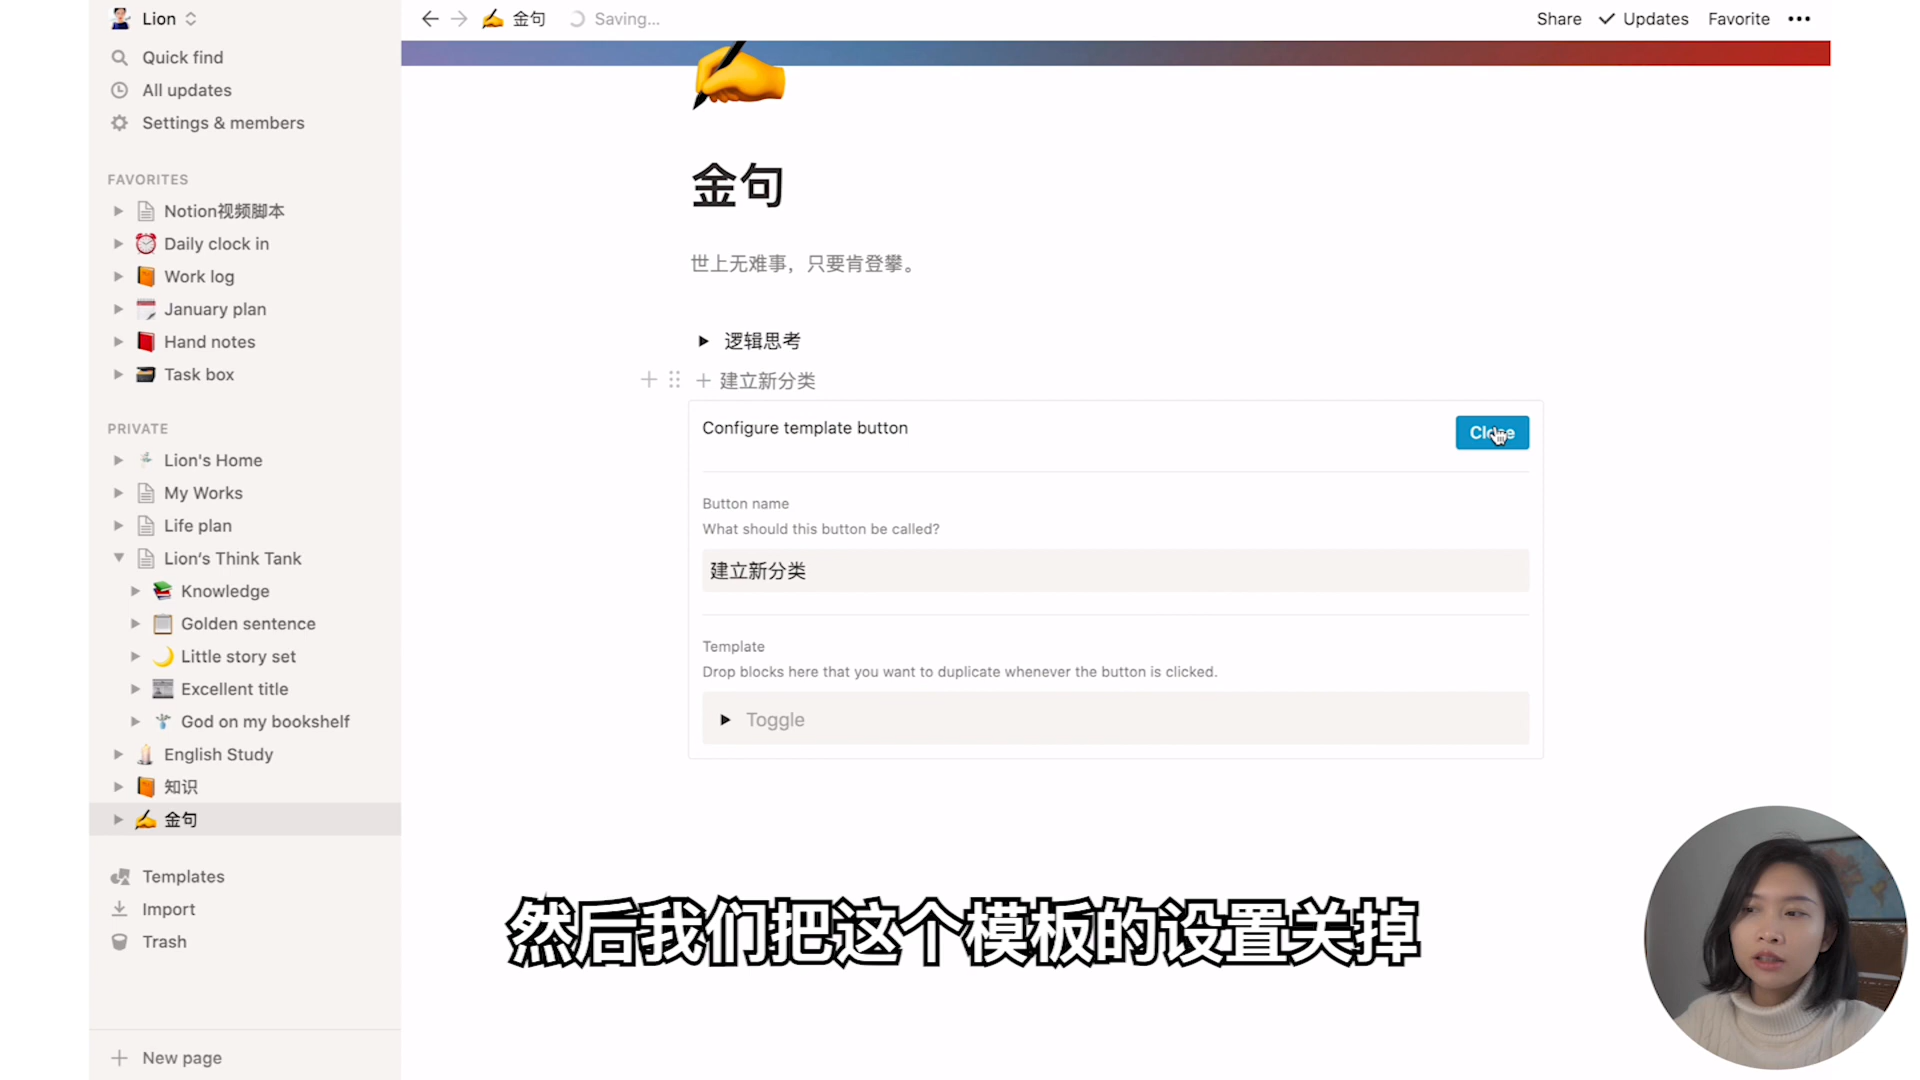 Lion
Quick find
All updates
Settings & members
FAVORITES
Notion视频脚本
Daily clock in
Work log
January plan
Hand notes
Task box
PRIVATE
Lion's Home
My Works
Life plan
Lion‘s Think Tank
Knowledge
Golden sentence
Little story set
Excellent title
God on my bookshelf
English Study
知识
金句
Templates
Import
Trash
New page
金句 Saving...
Share Updates Favorite
金句
世上无难事，只要肯登攀。
逻辑思考
建立新分类
Configure template button
Close
Button name
What should this button be called?
建立新分类
Template
Drop blocks here that you want to duplicate whenever the button is clicked.
Toggle
然后我们把这个模板的设置关掉